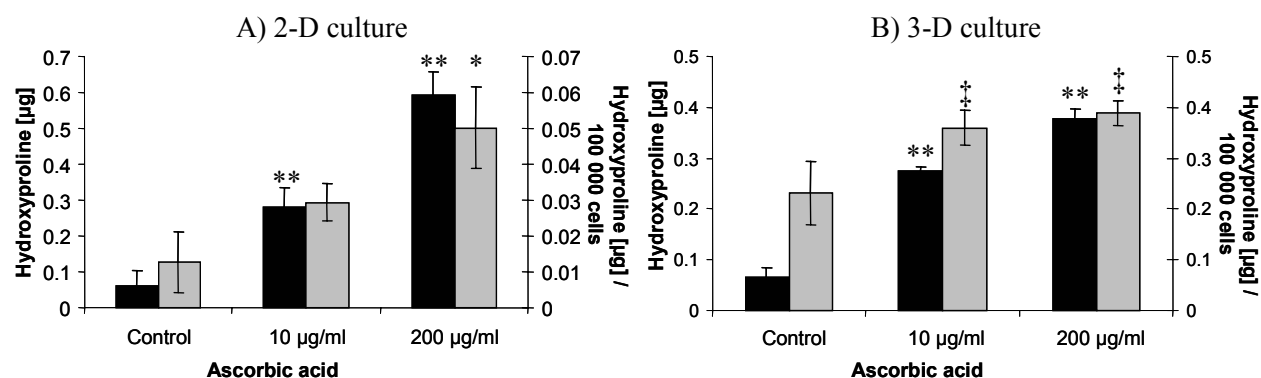 A) 2-D culture
0.7
0.6
0.5
0.4
0.3
0.2
0.1
0
Hydroxyproline [µg]
** *
**
0.07
0.06
0.05
0.04
0.03
0.02
0.01
0
Hydroxyproline [µg] /
100 000 cells
Control 10 µg/ml 200 µg/ml
Ascorbic acid
B) 3-D culture
0.5
0.4
0.3
0.2
0.1
0
Hydroxyproline [µg]
** ‡
** ‡
0.5
0.4
0.3
0.2
0.1
0
Hydroxyproline [µg] /
100 000 cells
Control 10 µg/ml 200 µg/ml
Ascorbic acid